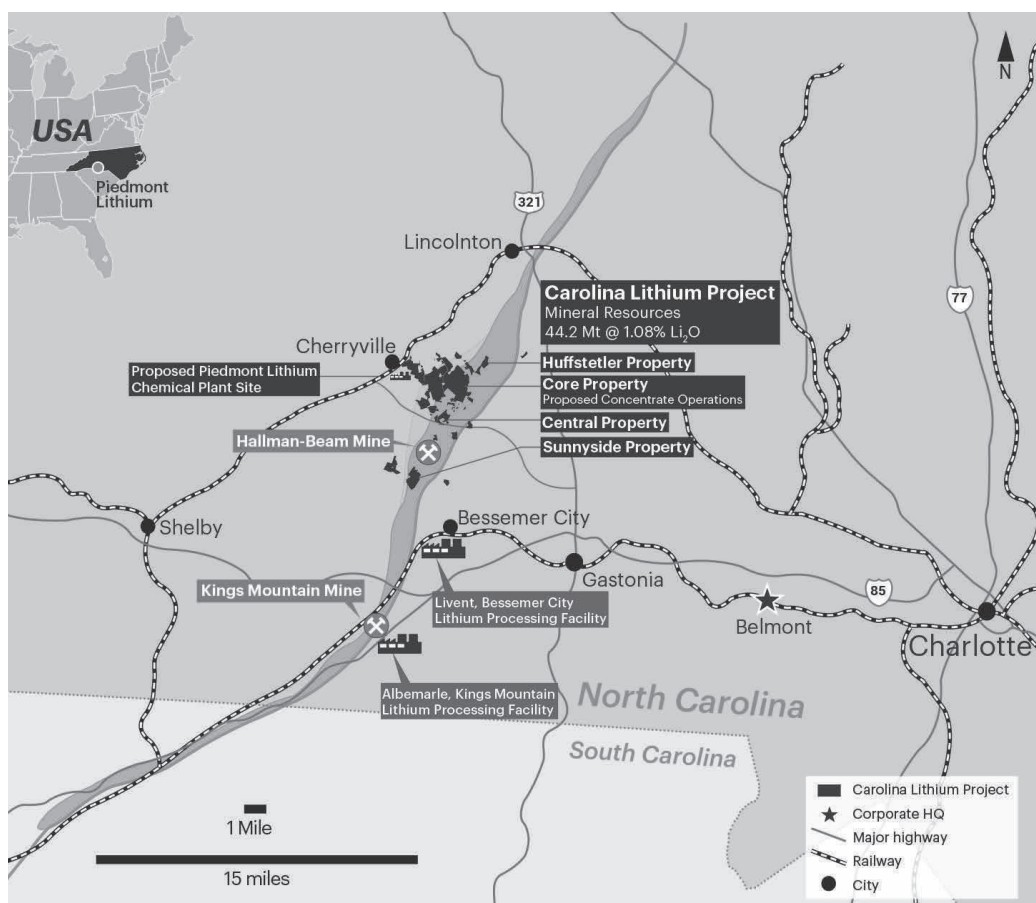 USA
Piedmont
Lithium
N
321
77
Lincolnton
Carolina Lithium Project
Mineral Resources
44.2 Mt @ 1.08% Li₂O
Cherryville
Proposed Piedmont Lithium
Chemical Plant Site
Huffstetler Property
Core Property
Proposed Concentrate Operations
Central Property
Hallman-Beam Mine
Sunnyside Property
Shelby
Bessemer City
Kings Mountain Mine
Livent, Bessemer City
Lithium Processing Facility
Gastonia
85
Belmont
Charlotte
Albemarle, Kings Mountain
Lithium Processing Facility
North Carolina
South Carolina
1 Mile
15 miles
Carolina Lithium Project
Corporate HQ
Major highway
Railway
City